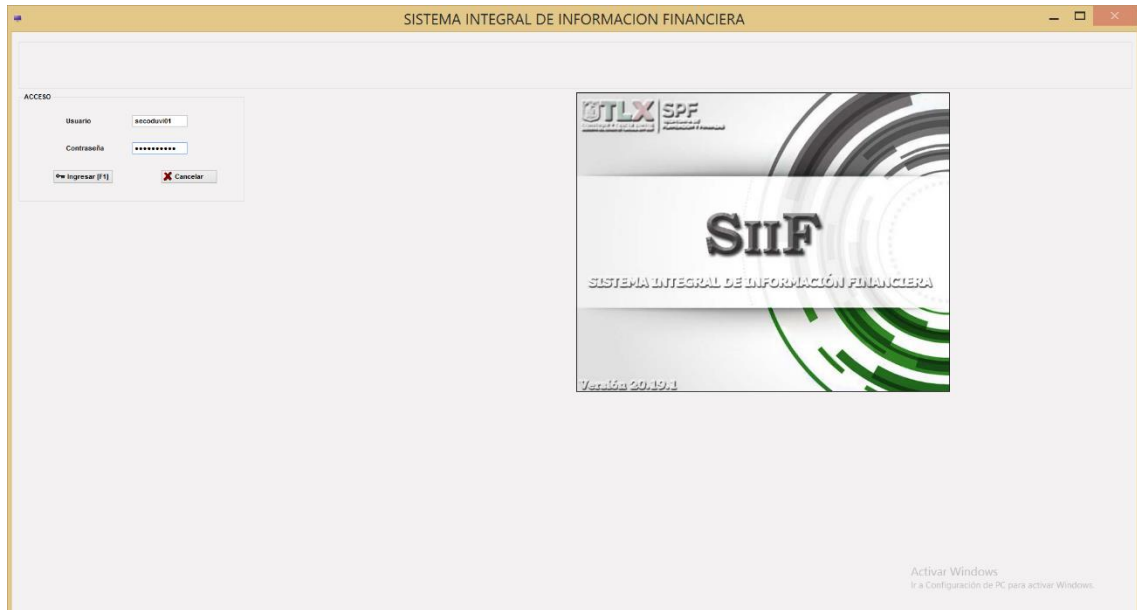 SISTEMA INTEGRAL DE INFORMACION FINANCIERA
ACCESO
Usuario
secoduvi01
Contraseña
••••••••••
Ingresar [F1]
Cancelar
TLX
SPF
SIIF
SISTEMA INTEGRAL DE INFORMACIÓN FINANCIERA
Versión 20.19.1
Activar Windows
Ir a Configuración de PC para activar Windows.